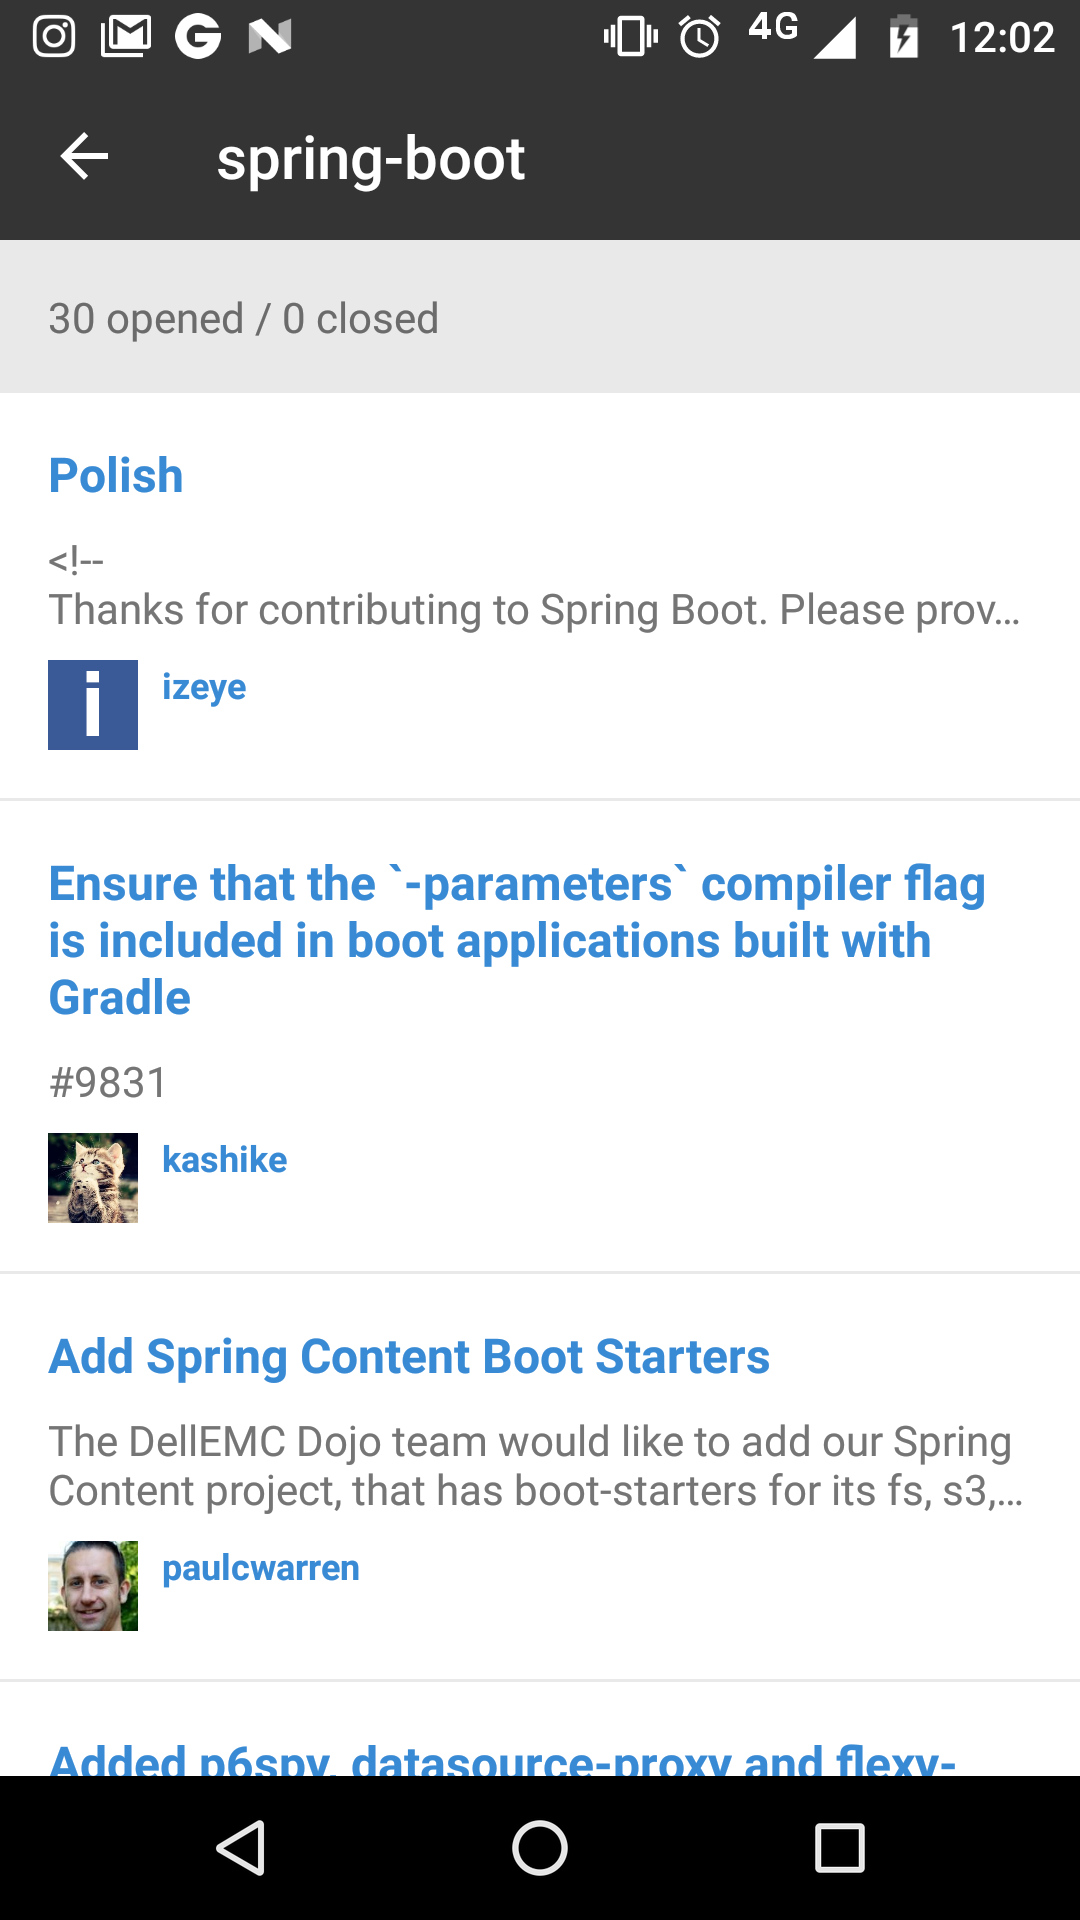 4G 12:02
spring-boot
30 opened / 0 closed
Polish
<!--
Thanks for contributing to Spring Boot. Please prov...
i
izeye
Ensure that the `-parameters` compiler flag
is included in boot applications built with
Gradle
#9831
kashike
Add Spring Content Boot Starters
The DellEMC Dojo team would like to add our Spring
Content project, that has boot-starters for its fs, s3,...
paulcwarren
Added p6spy, datasource-proxy and flexy-